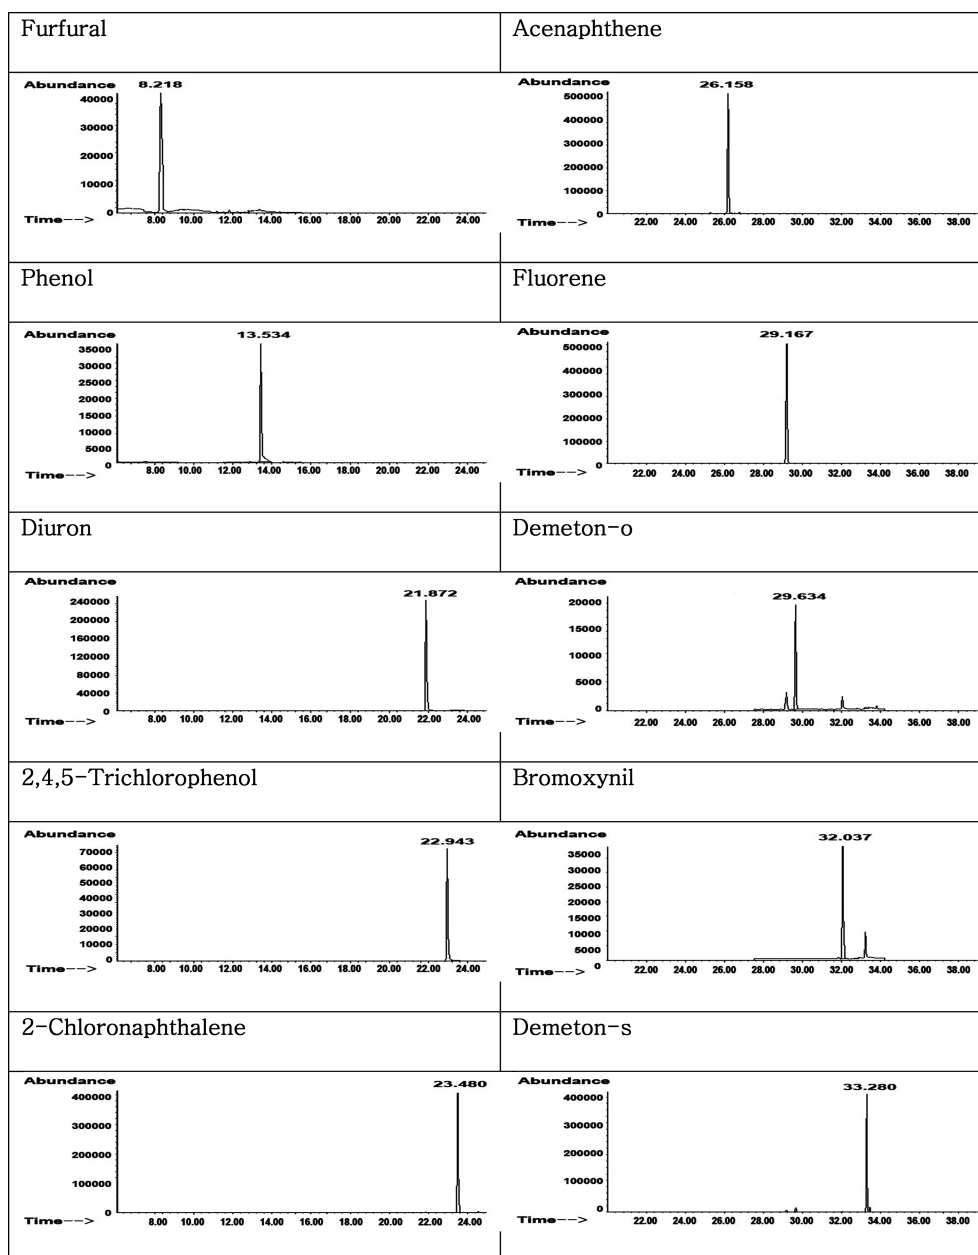 Furfural
Acenaphthene
Abundance
8.218
40000
30000
20000
10000
0
8.00 10.00 12.00 14.00 16.00 18.00 20.00 22.00 24.00
Time-->
Abundance
26.158
500000
400000
300000
200000
100000
0
22.00 24.00 26.00 28.00 30.00 32.00 34.00 36.00 38.00
Time-->
Phenol
Fluorene
Abundance
13.534
35000
30000
25000
20000
15000
10000
5000
0
8.00 10.00 12.00 14.00 16.00 18.00 20.00 22.00 24.00
Time-->
Abundance
29.167
500000
400000
300000
200000
100000
0
22.00 24.00 26.00 28.00 30.00 32.00 34.00 36.00 38.00
Time-->
Diuron
Demeton-o
Abundance
21.872
240000
200000
160000
120000
80000
40000
0
8.00 10.00 12.00 14.00 16.00 18.00 20.00 22.00 24.00
Time-->
Abundance
29.634
20000
15000
10000
5000
0
22.00 24.00 26.00 28.00 30.00 32.00 34.00 36.00 38.00
Time-->
2,4,5-Trichlorophenol
Bromoxynil
Abundance
22.943
70000
60000
50000
40000
30000
20000
10000
0
8.00 10.00 12.00 14.00 16.00 18.00 20.00 22.00 24.00
Time-->
Abundance
32.037
35000
30000
25000
20000
15000
10000
5000
0
22.00 24.00 26.00 28.00 30.00 32.00 34.00 36.00 38.00
Time-->
2-Chloronaphthalene
Demeton-s
Abundance
23.480
400000
300000
200000
100000
0
8.00 10.00 12.00 14.00 16.00 18.00 20.00 22.00 24.00
Time-->
Abundance
33.280
400000
300000
200000
100000
0
22.00 24.00 26.00 28.00 30.00 32.00 34.00 36.00 38.00
Time-->